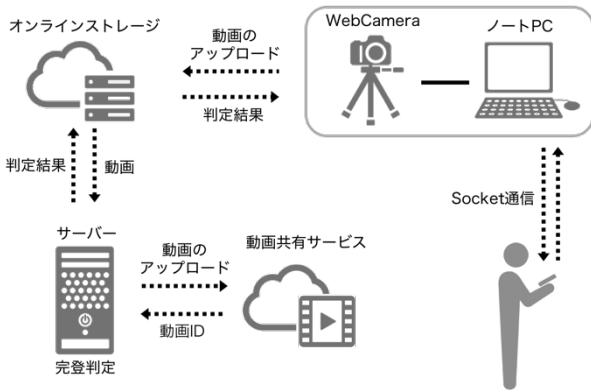 オンラインストレージ
動画の
アップロード
判定結果
WebCamera
ノートPC
判定結果
動画
Socket通信
サーバー
動画の
アップロード
動画ID
動画共有サービス
完登判定